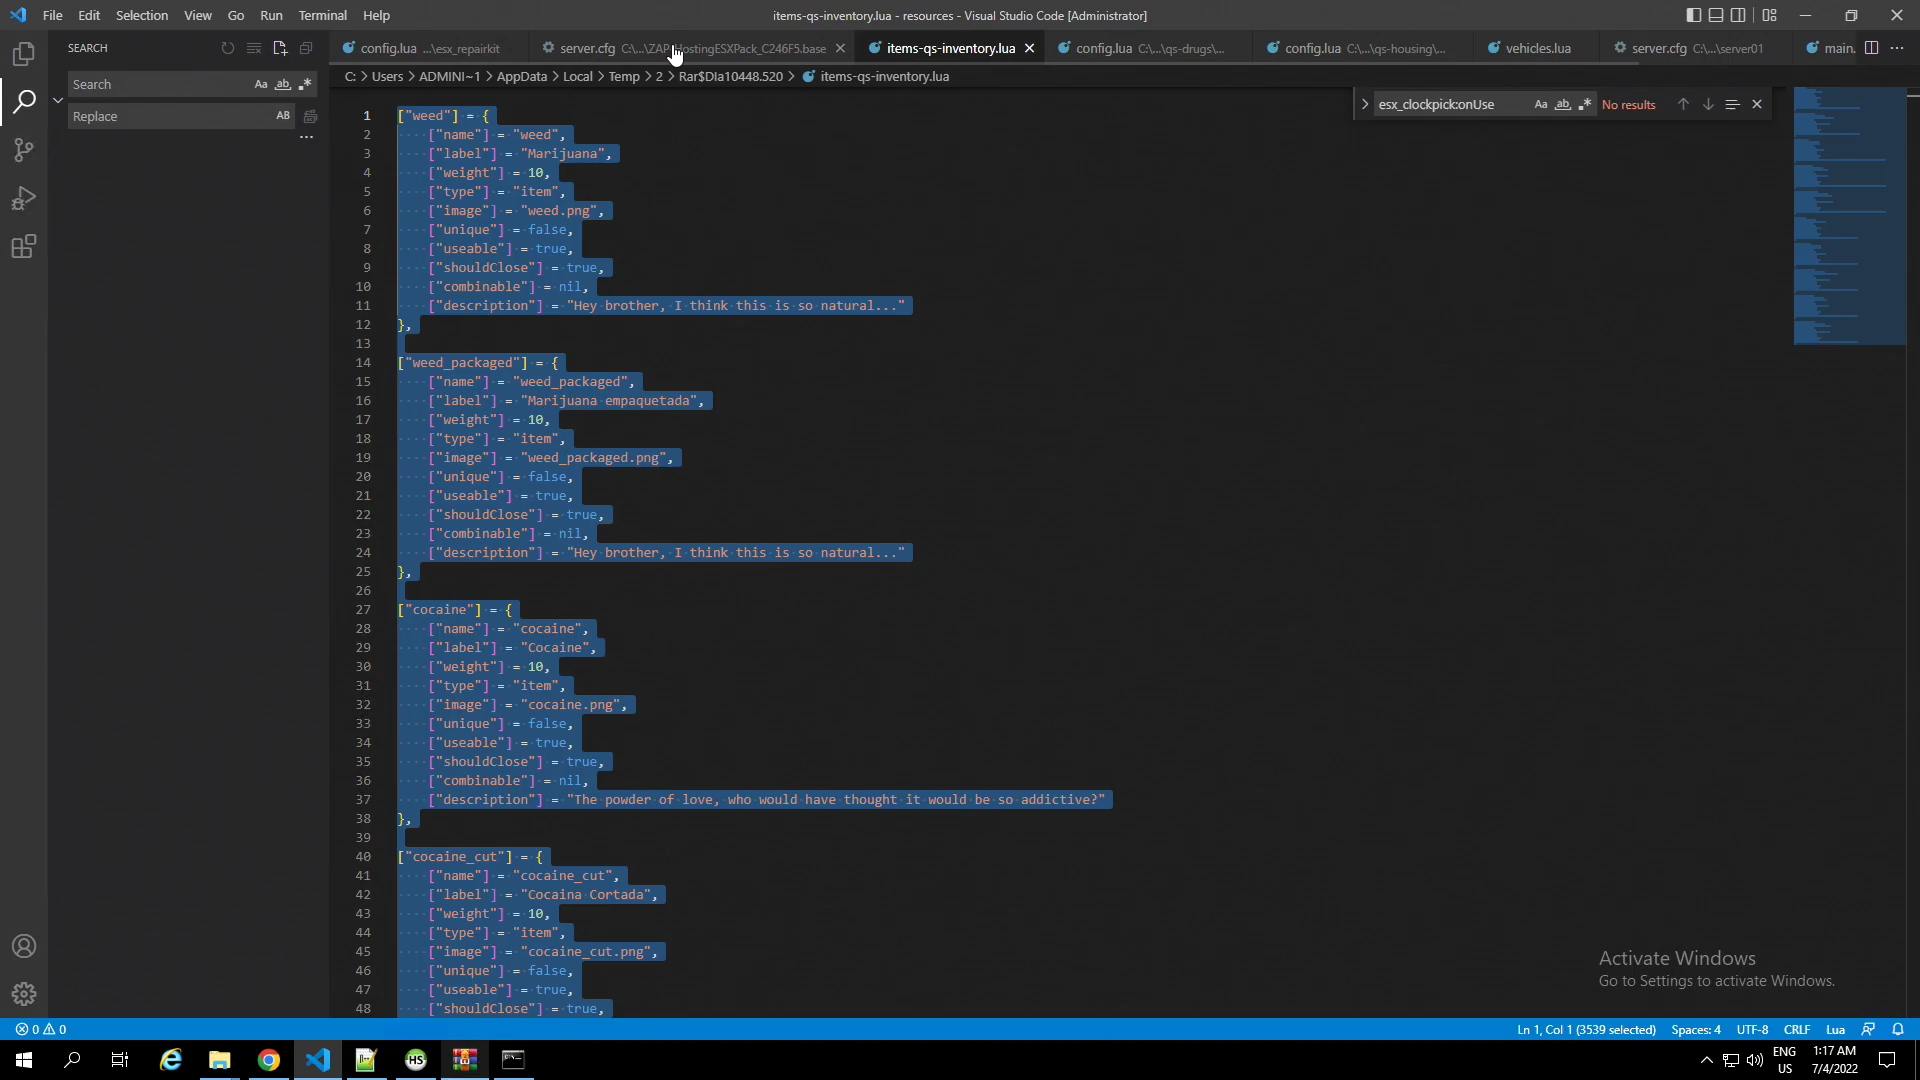 File Edit Selection View Go Run Terminal Help
items-qs-inventory.lua - resources - Visual Studio Code [Administrator]
SEARCH
config.lua ...\esx_repairkit
server.cfg C:\...\ZAP-HostingESXPack_C246F5.base
items-qs-inventory.lua
config.lua C:\...\qs-drugs\...
config.lua C:\...\qs-housing\...
vehicles.lua
server.cfg C:\...\server01
main.
C: > Users > ADMINI~1 > AppData > Local > Temp > 2 > Rar$DIa10448.520 > items-qs-inventory.lua
Search
Aa ab
Replace
AB
esx_clockpick:onUse
Aa ab
No results
1 ["weed"] = {
2 ["name"] = "weed",
3 ["label"] = "Marijuana",
4 ["weight"] = 10,
5 ["type"] = "item",
6 ["image"] = "weed.png",
7 ["unique"] = false,
8 ["useable"] = true,
9 ["shouldClose"] = true,
10 ["combinable"] = nil,
11 ["description"] = "Hey brother, I think this is so natural..."
12 },
13
14 ["weed_packaged"] = {
15 ["name"] = "weed_packaged",
16 ["label"] = "Marijuana empaquetada",
17 ["weight"] = 10,
18 ["type"] = "item",
19 ["image"] = "weed_packaged.png",
20 ["unique"] = false,
21 ["useable"] = true,
22 ["shouldClose"] = true,
23 ["combinable"] = nil,
24 ["description"] = "Hey brother, I think this is so natural..."
25 },
26
27 ["cocaine"] = {
28 ["name"] = "cocaine",
29 ["label"] = "Cocaine",
30 ["weight"] = 10,
31 ["type"] = "item",
32 ["image"] = "cocaine.png",
33 ["unique"] = false,
34 ["useable"] = true,
35 ["shouldClose"] = true,
36 ["combinable"] = nil,
37 ["description"] = "The powder of love, who would have thought it would be so addictive?"
38 },
39
40 ["cocaine_cut"] = {
41 ["name"] = "cocaine_cut",
42 ["label"] = "Cocaina Cortada",
43 ["weight"] = 10,
44 ["type"] = "item",
45 ["image"] = "cocaine_cut.png",
46 ["unique"] = false,
47 ["useable"] = true,
48 ["shouldClose"] = true,
Activate Windows
Go to Settings to activate Windows.
0 0
Ln 1, Col 1 (3539 selected) Spaces: 4 UTF-8 CRLF Lua
HS
ENG
US
1:17 AM
7/4/2022